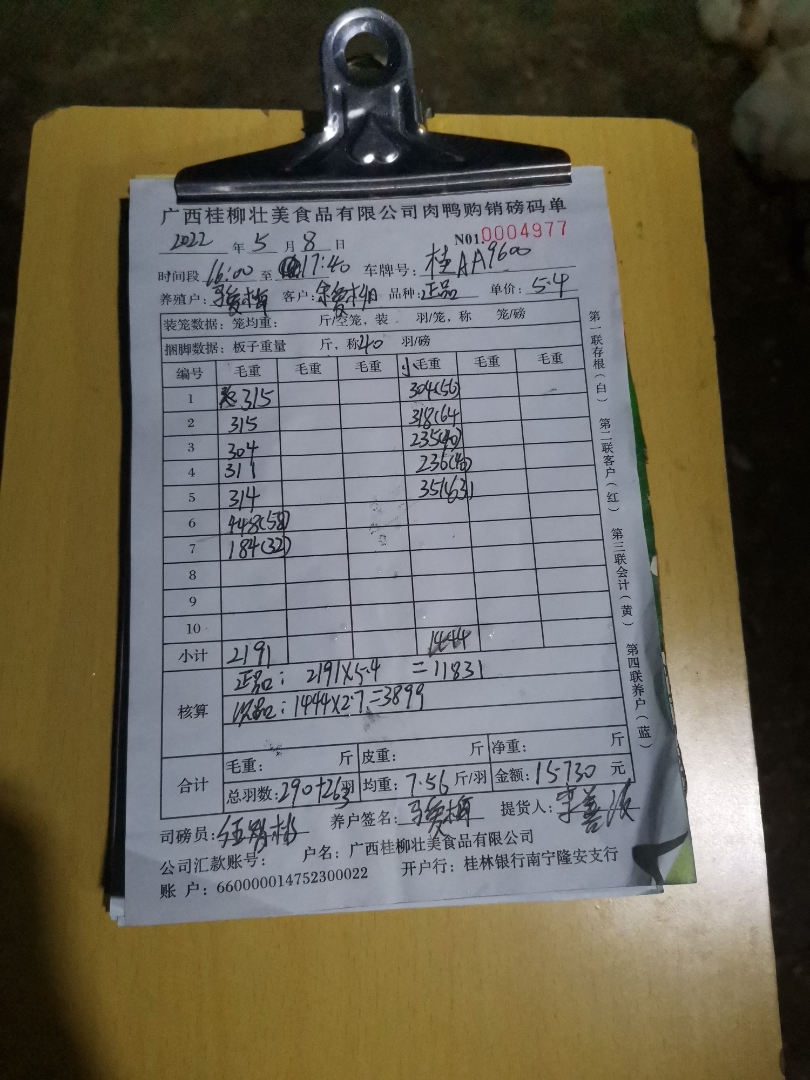 广西桂柳壮美食品有限公司肉鸭购销磅码单
2022 年 5 月 8 日 N01.0004977
时间段 16:00 至 17:40 车牌号: 桂AA9600
养殖户: 客户: 品种: 正品 单价: 5.4
装笼数据: 笼均重: 斤/空笼, 装 羽/笼, 称 笼/磅
捆脚数据: 板子重量 斤, 称40 羽/磅
编号 毛重 毛重 毛重 小毛重 毛重 毛重
1 315 304(56)
2 315 318(64
3 304 235(40)
4 311 236(40)
5 314 351(63)
6 448(58)
7 184(32)
8
9
10
小计 2191 1444
核算 正品: 2191×5.4 =11831
次品: 1444×2.7=3899
合计 毛重: 斤 皮重: 斤 净重: 斤
总羽数: 290+263羽 均重: 7.56 斤/羽 金额: 15730 元
司磅员: 养户签名: 提货人: 李善
公司汇款账号: 户名: 广西桂柳壮美食品有限公司
账 户: 660000014752300022 开户行: 桂林银行南宁隆安支行
第一联存根(白) 第二联客户(红) 第三联会计(黄) 第四联养户(蓝)